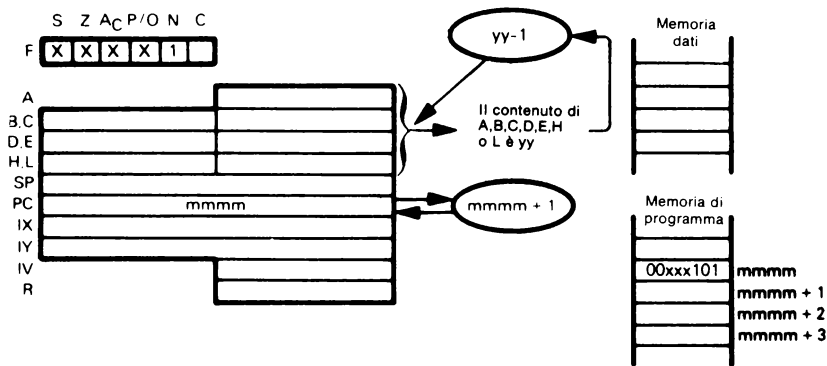 S Z AC P/O N C
F X X X X 1
A
B,C
D,E
H,L
SP
PC mmmm
IX
IY
IV
R
yy-1
Il contenuto di
A,B,C,D,E,H
o L è yy
mmmm + 1
Memoria
dati
Memoria di
programma
00xxx101 mmmm
mmmm + 1
mmmm + 2
mmmm + 3